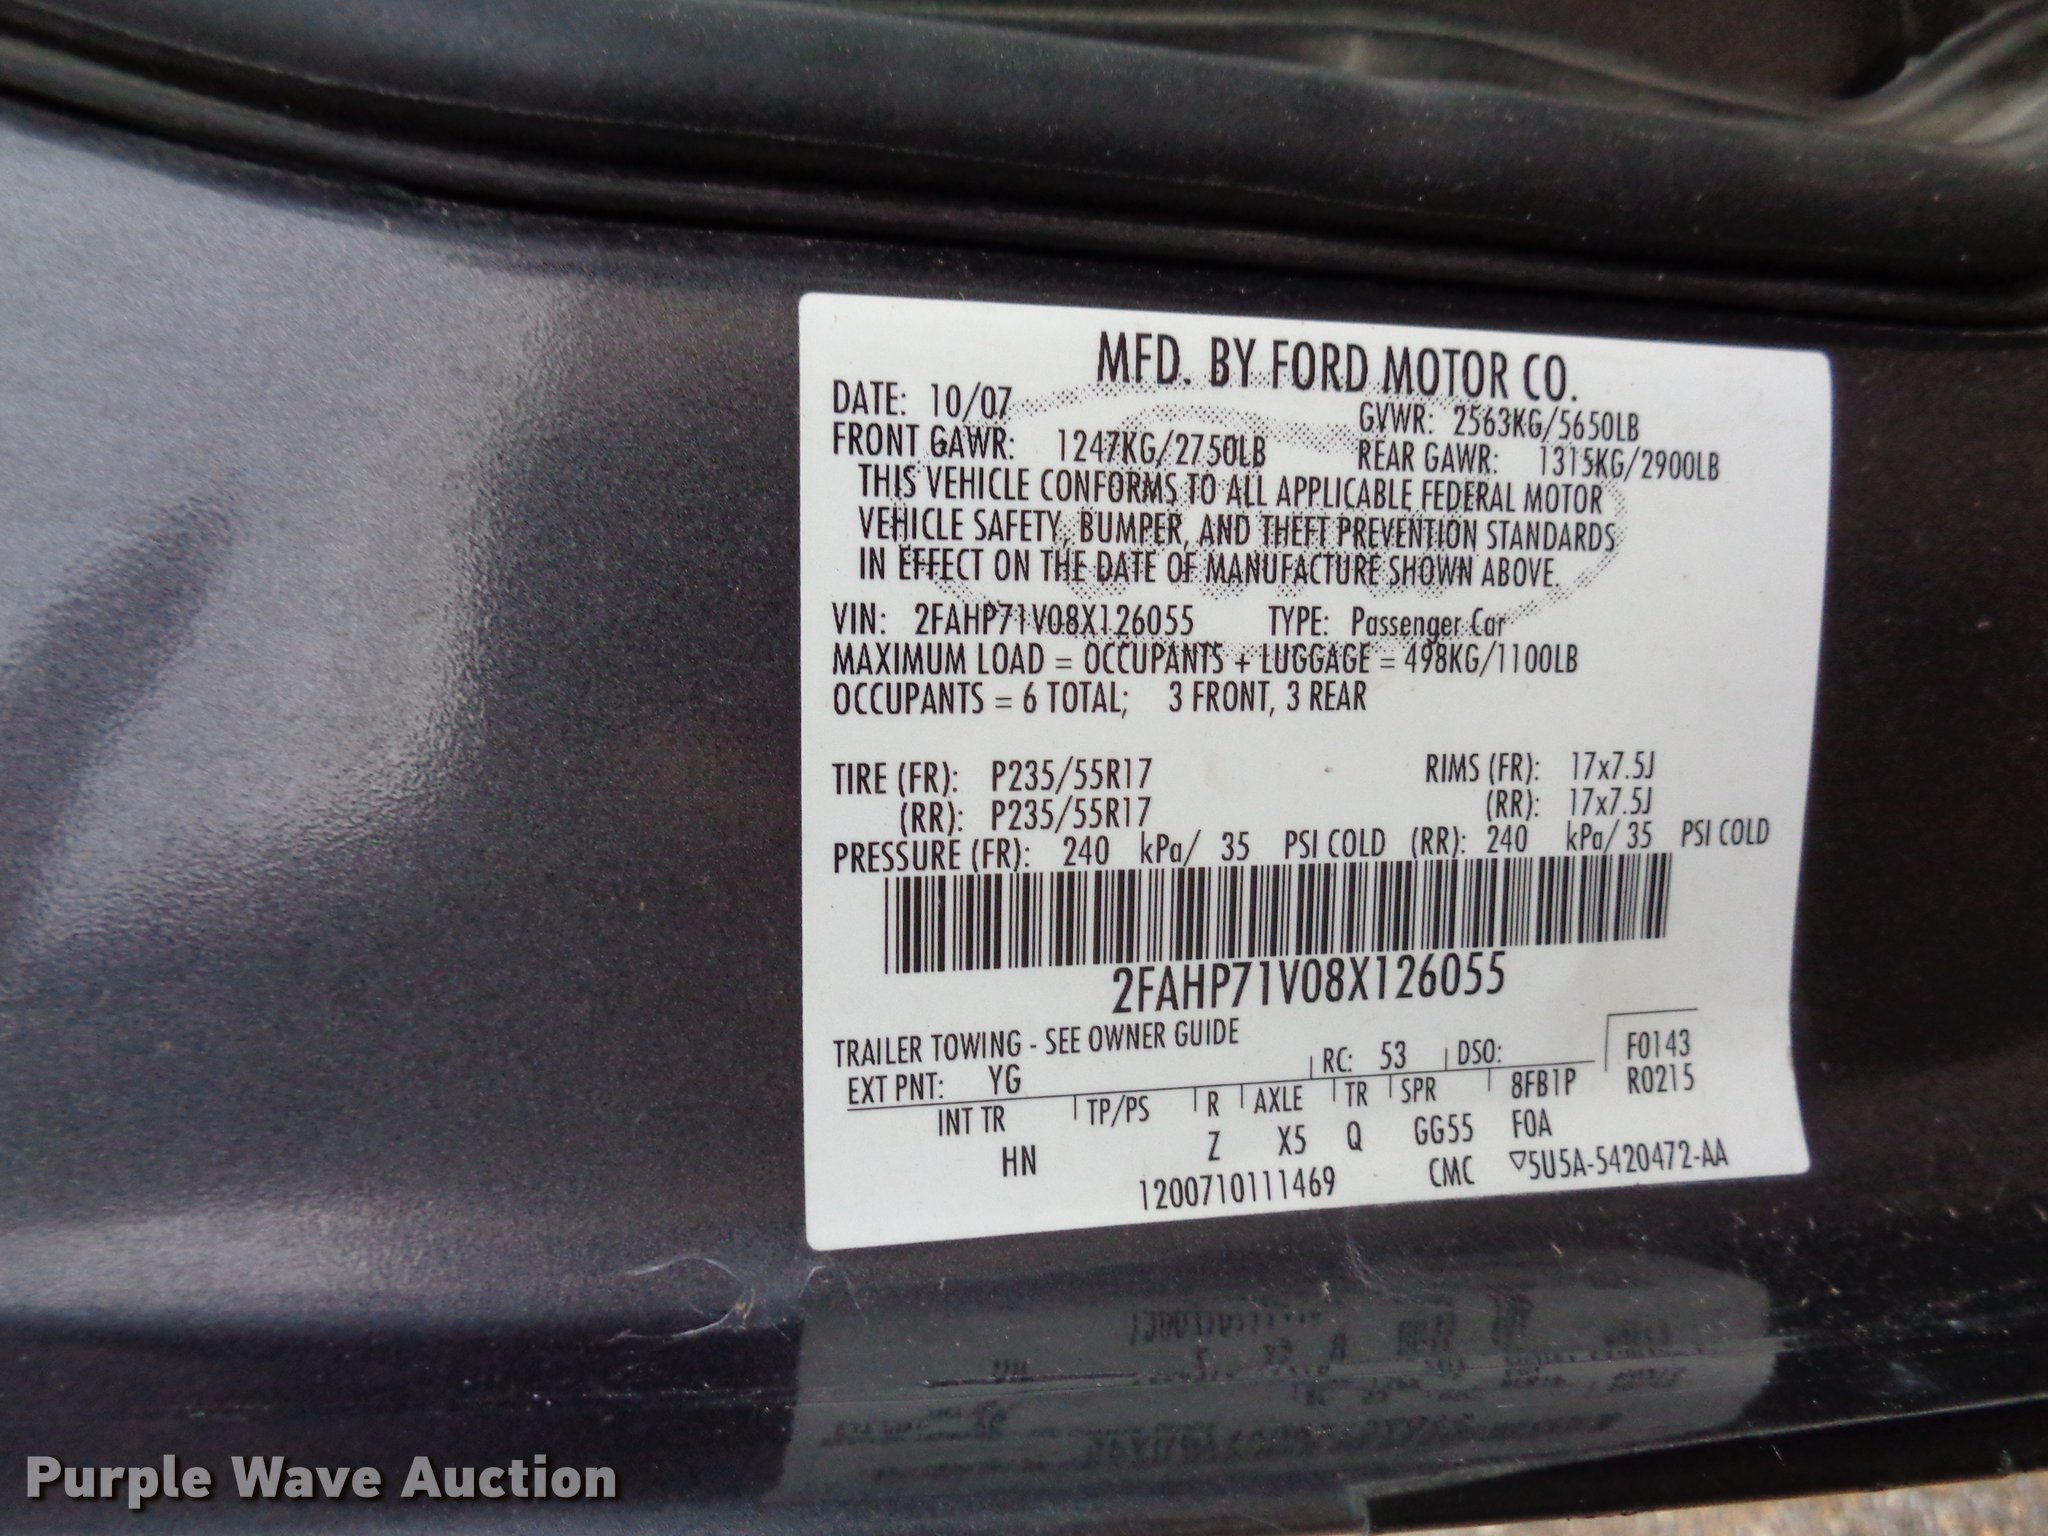 MFD. BY FORD MOTOR CO.
DATE: 10/07 GVWR: 2563KG/5650LB
FRONT GAWR: 1247KG/2750LB REAR GAWR: 1315KG/2900LB
THIS VEHICLE CONFORMS TO ALL APPLICABLE FEDERAL MOTOR
VEHICLE SAFETY, BUMPER, AND THEFT PREVENTION STANDARDS
IN EFFECT ON THE DATE OF MANUFACTURE SHOWN ABOVE.
VIN: 2FAHP71V08X126055 TYPE: Passenger Car
MAXIMUM LOAD = OCCUPANTS + LUGGAGE = 498KG/1100LB
OCCUPANTS = 6 TOTAL; 3 FRONT, 3 REAR
TIRE (FR): P235/55R17 RIMS (FR): 17x7.5J
(RR): P235/55R17 (RR): 17x7.5J
PRESSURE (FR): 240 kPa/ 35 PSI COLD (RR): 240 kPa/ 35 PSI COLD
2FAHP71V08X126055
TRAILER TOWING - SEE OWNER GUIDE
EXT PNT: YG RC: 53 DSO: F0143
INT TR TP/PS R AXLE TR SPR 8FB1P R0215
HN Z X5 Q GG55 F0A
1200710111469 CMC ▽5U5A-5420472-AA
Purple Wave Auction